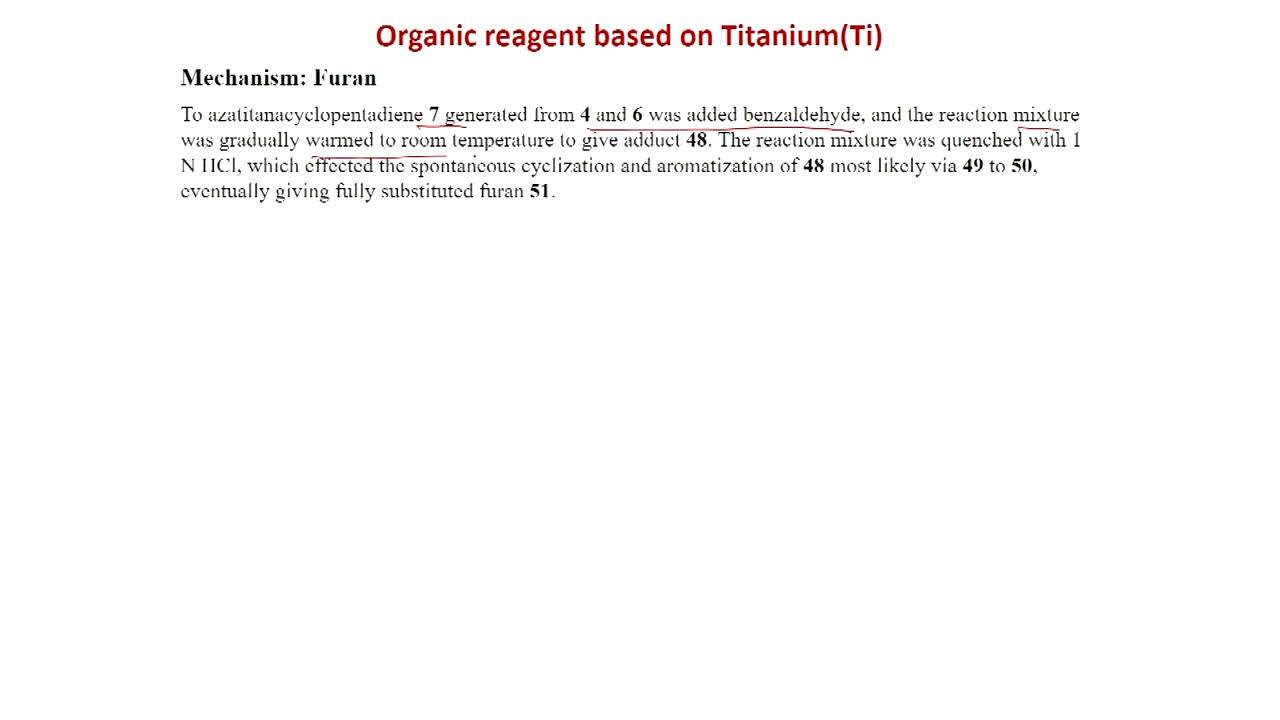 Organic reagent based on Titanium(Ti)
Mechanism: Furan
To azatitanacyclopentadiene 7 generated from 4 and 6 was added benzaldehyde, and the reaction mixture
was gradually warmed to room temperature to give adduct 48. The reaction mixture was quenched with 1
N HCl, which effected the spontaneous cyclization and aromatization of 48 most likely via 49 to 50,
eventually giving fully substituted furan 51.